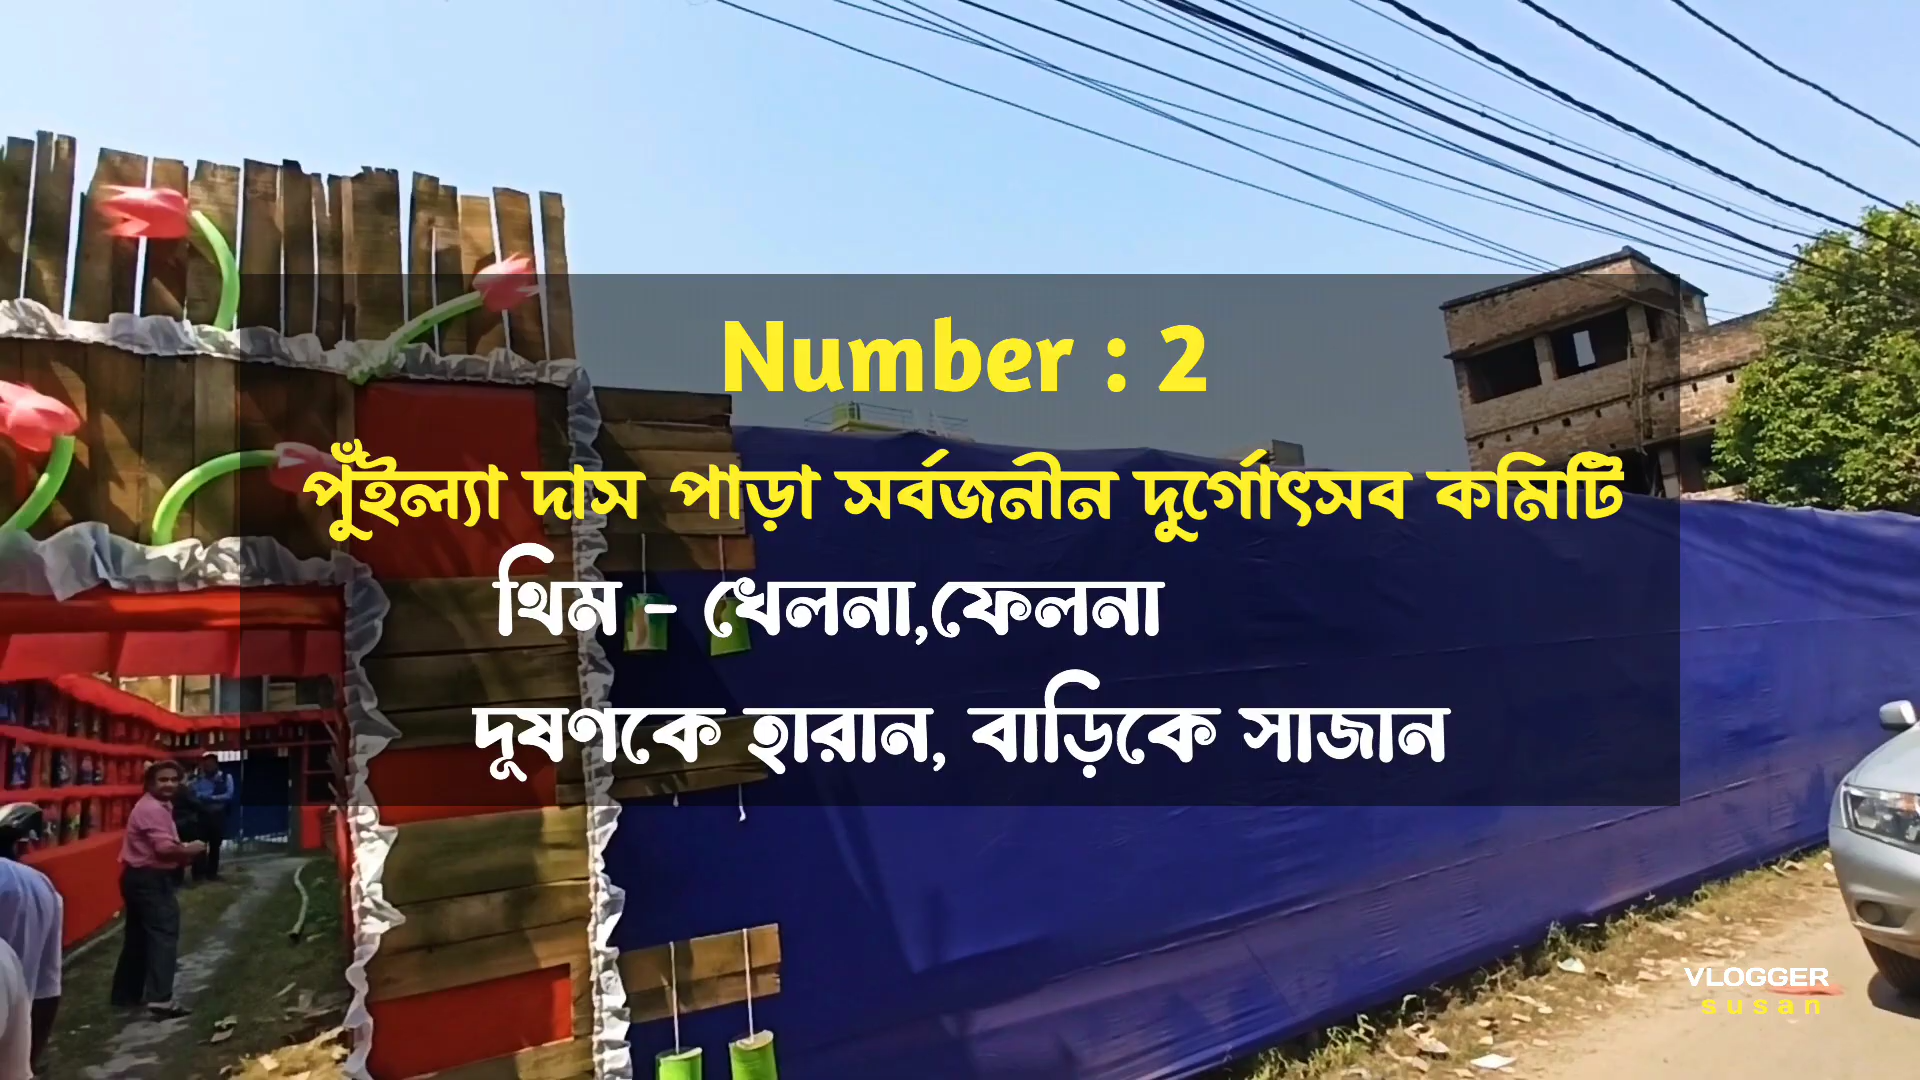 Number : 2
পুঁইল্যা দাস পাড়া সর্বজনীন দুর্গোৎসব কমিটি
থিম - খেলনা,ফেলনা
দূষণকে হারান, বাড়িকে সাজান
VLOGGER
susan